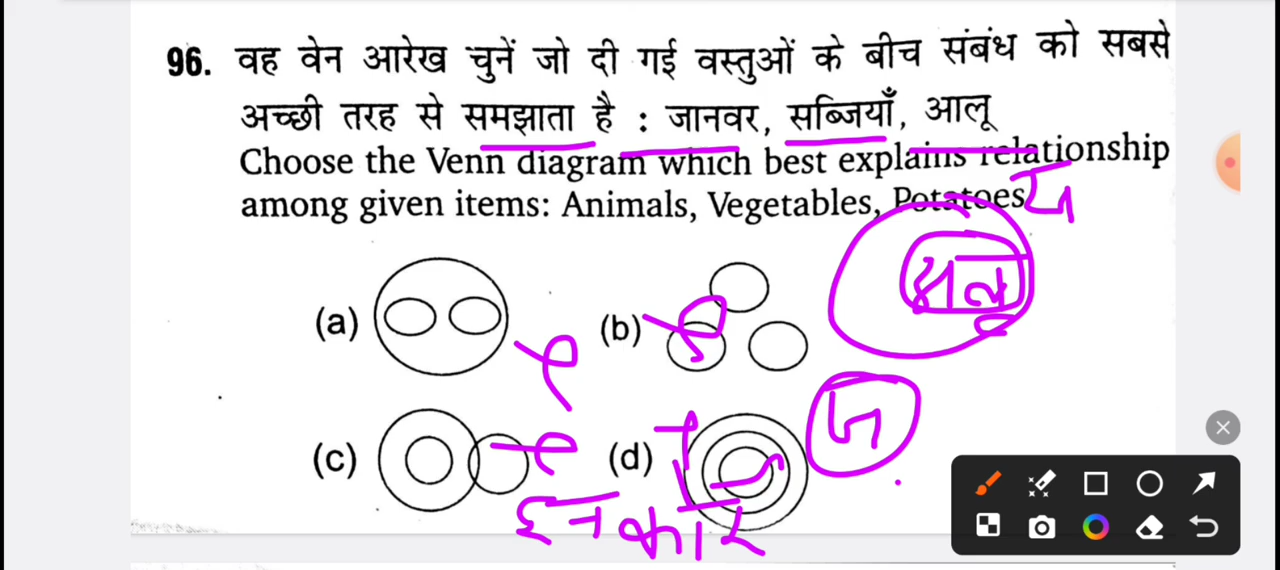 96. वह वेन आरेख चुनें जो दी गई वस्तुओं के बीच संबंध को सबसे
अच्छी तरह से समझाता है : जानवर, सब्जियाँ, आलू
Choose the Venn diagram which best explains relationship
among given items: Animals, Vegetables, Potatoes
(a)
(b)
(c)
(d)